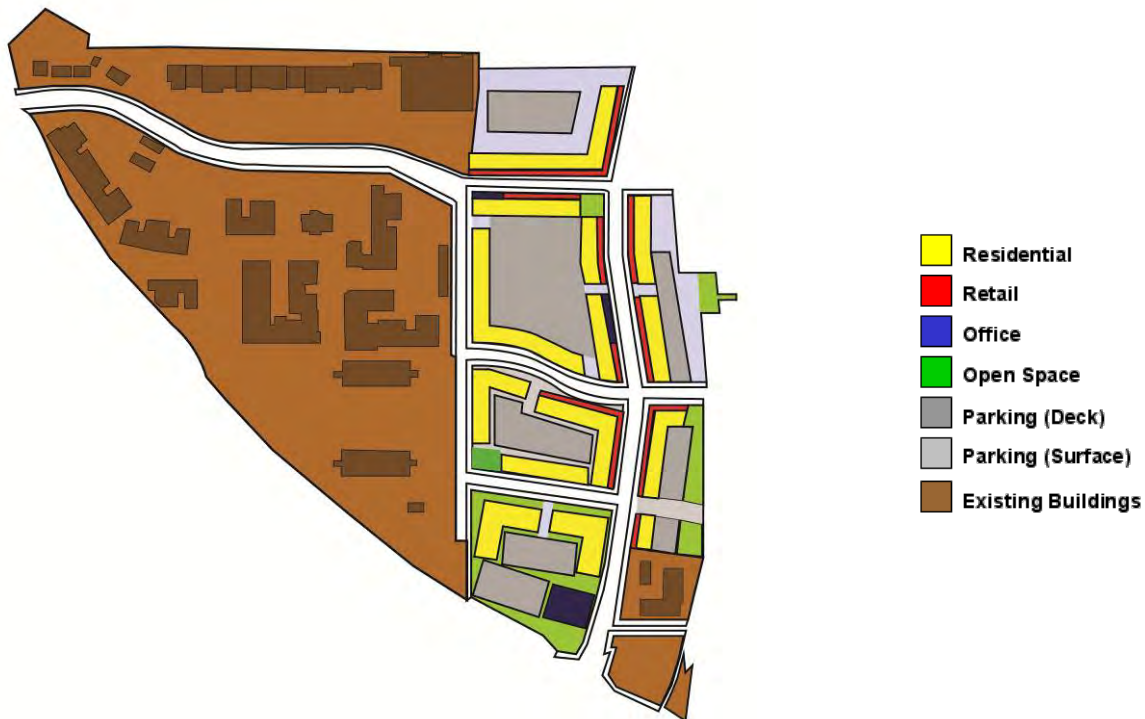 Residential
Retail
Office
Open Space
Parking (Deck)
Parking (Surface)
Existing Buildings